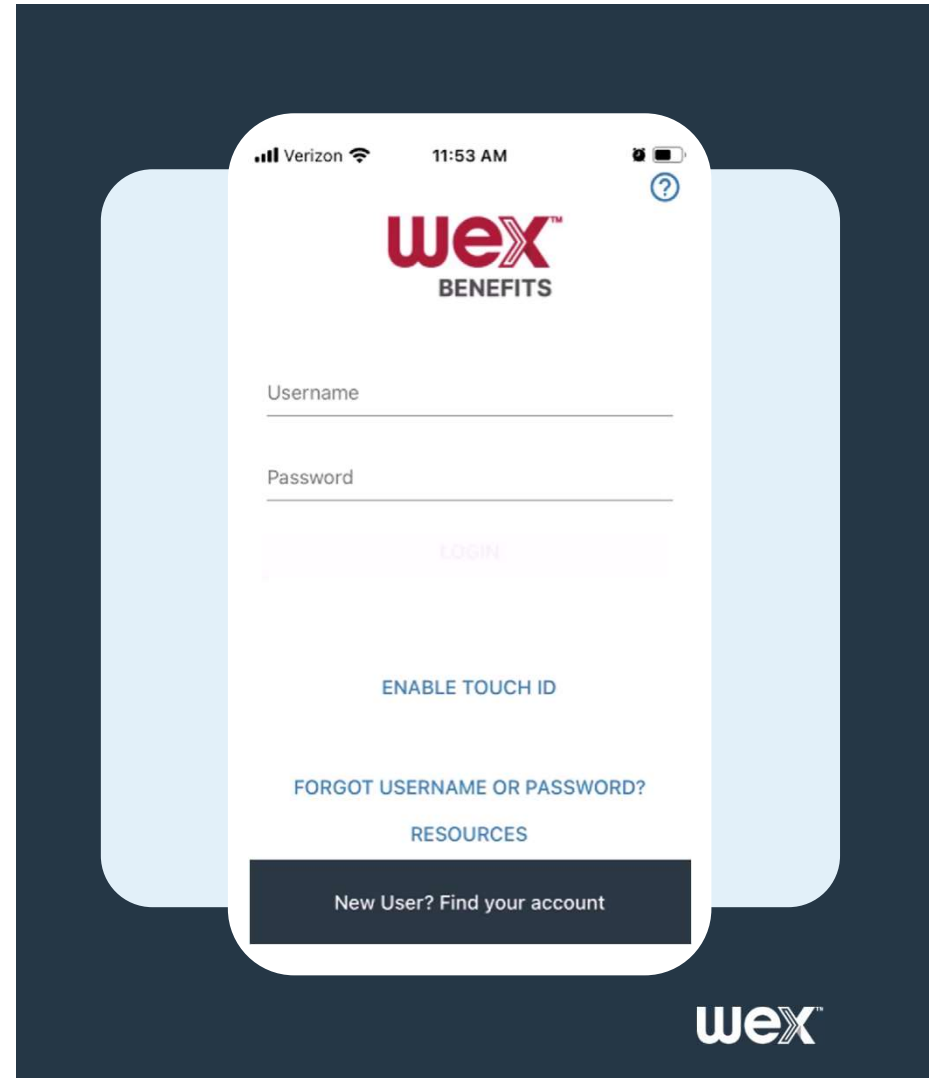 Verizon 11:53 AM
wex™
BENEFITS
Username
Password
LOGIN
ENABLE TOUCH ID
FORGOT USERNAME OR PASSWORD?
RESOURCES
New User? Find your account
wex™